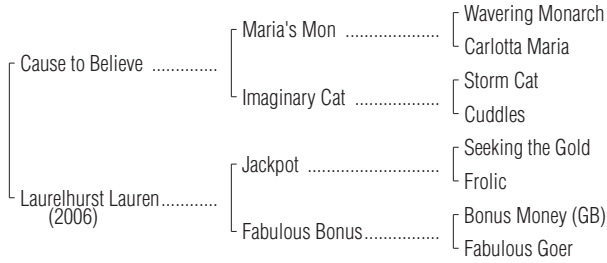 Wavering Monarch
Maria's Mon ..................
Carlotta Maria
Cause to Believe .............
Storm Cat
Imaginary Cat ................
Cuddles
Seeking the Gold
Jackpot .........................
Frolic
Laurelhurst Lauren ............
(2006)
Bonus Money (GB)
Fabulous Bonus ...............
Fabulous Goer